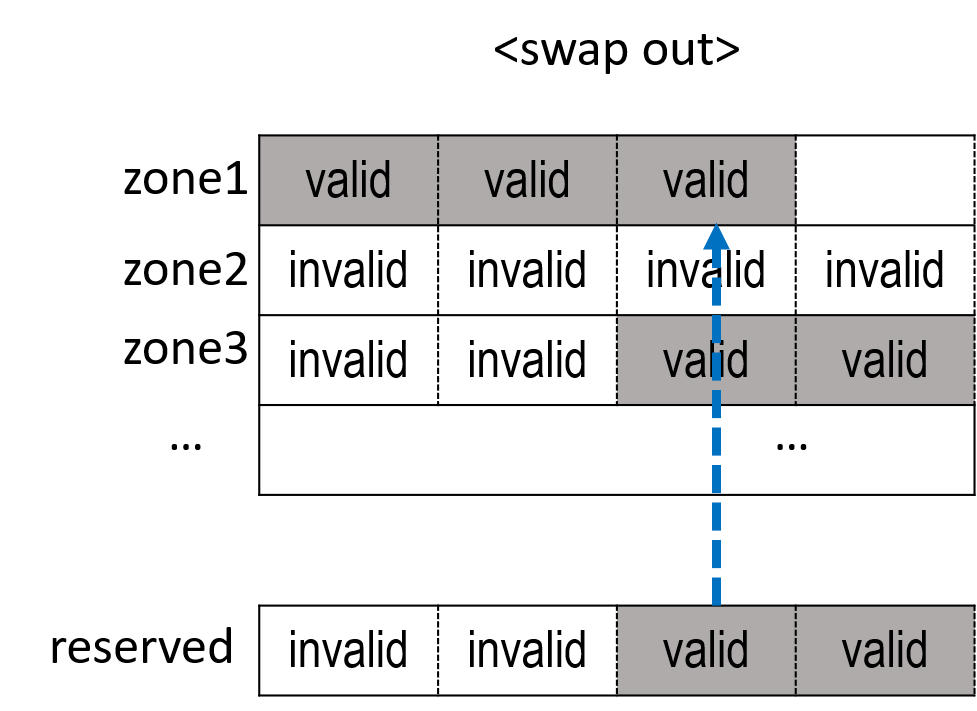 <swap out>
zone1 valid valid valid
zone2 invalid invalid invalid invalid
zone3 invalid invalid valid valid
... ...
reserved invalid invalid valid valid